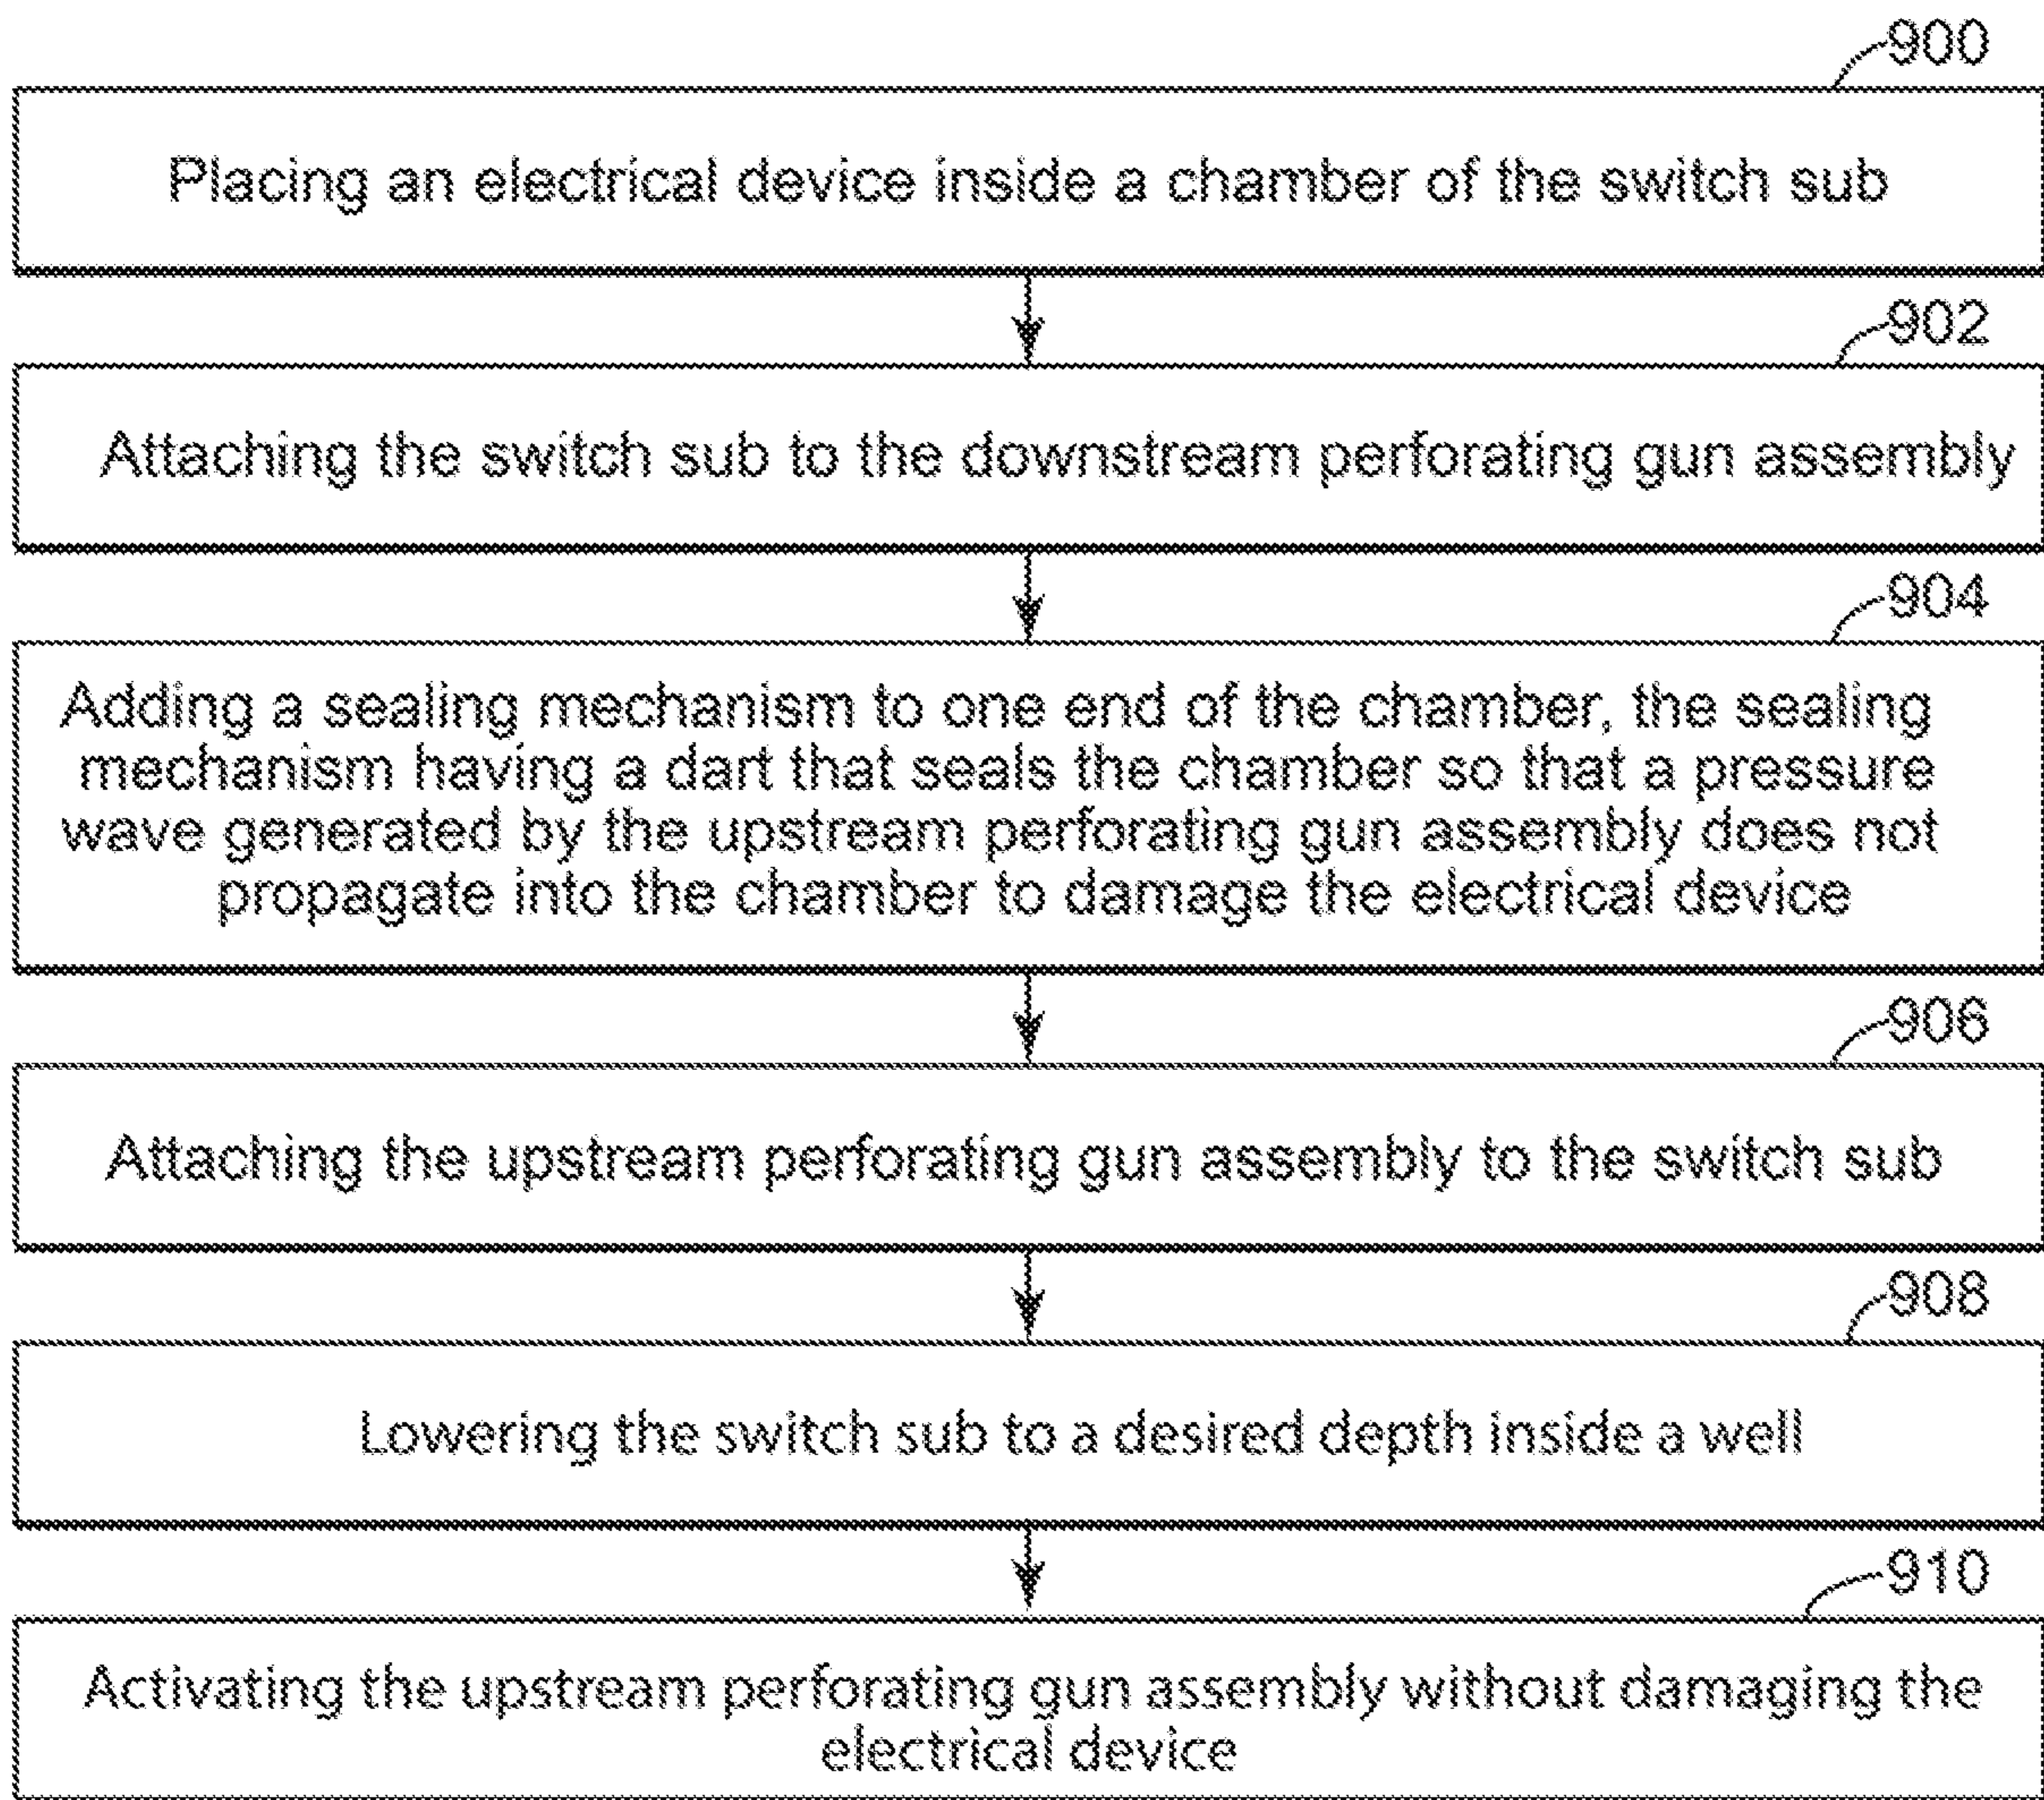 900
Placing an electrical device inside a chamber of the switch sub
902
Attaching the switch sub to the downstream perforating gun assembly
904
Adding a sealing mechanism to one end of the chamber, the sealing
mechanism having a dart that seals the chamber so that a pressure
wave generated by the upstream perforating gun assembly does not
propagate into the chamber to damage the electrical device
906
Attaching the upstream perforating gun assembly to the switch sub
908
Lowering the switch sub to a desired depth inside a well
910
Activating the upstream perforating gun assembly without damaging the
electrical device